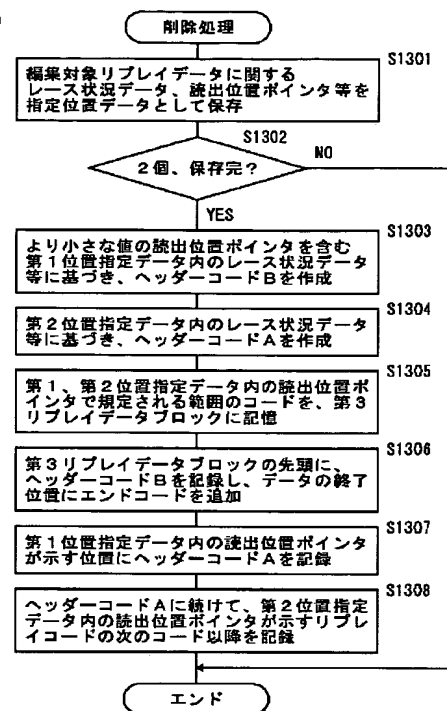 削除処理
S1301
編集対象リプレイデータに関する
レース状況データ、読出位置ポインタ等を
指定位置データとして保存
S1302
2個、保存完?
NO
YES
S1303
より小さな値の読出位置ポインタを含む
第1位置指定データ内のレース状況データ
等に基づき、ヘッダーコードBを作成
S1304
第2位置指定データ内のレース状況データ
等に基づき、ヘッダーコードAを作成
S1305
第1、第2位置指定データ内の読出位置ポ
インタで規定される範囲のコードを、第3
リプレイデータブロックに記憶
S1306
第3リプレイデータブロックの先頭に、
ヘッダーコードBを記録し、データの終了
位置にエンドコードを追加
S1307
第1位置指定データ内の読出位置ポインタ
が示す位置にヘッダーコードAを記録
S1308
ヘッダーコードAに続けて、第2位置指定
データ内の読出位置ポインタが示すリプレ
イコードの次のコード以降を記録
エンド